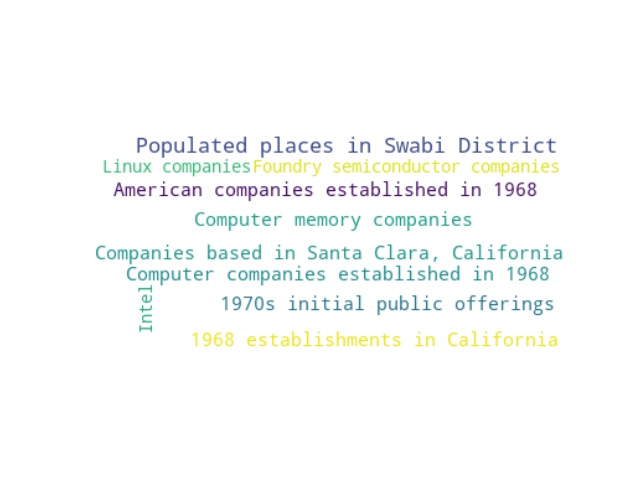 Populated places in Swabi District
Linux companies Foundry semiconductor companies
American companies established in 1968
Computer memory companies
Companies based in Santa Clara, California
Computer companies established in 1968
Intel
1970s initial public offerings
1968 establishments in California